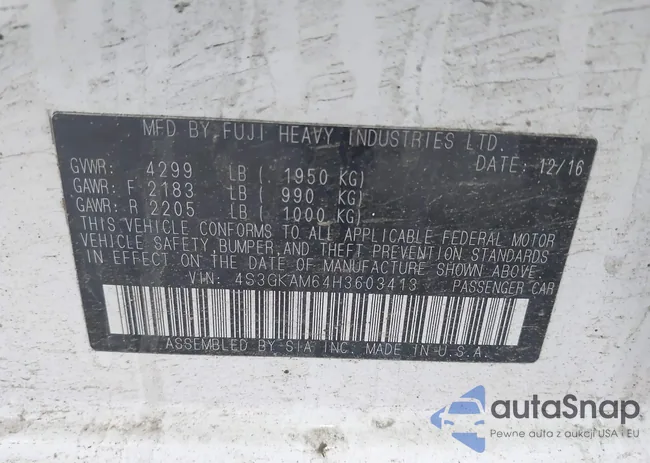 MFD BY FUJI HEAVY INDUSTRIES LTD.
DATE: 12/16
GVWR: 4299 LB ( 1950 KG)
GAWR: F 2183 LB ( 990 KG)
GAWR: R 2205 LB ( 1000 KG)
THIS VEHICLE CONFORMS TO ALL APPLICABLE FEDERAL MOTOR
VEHICLE SAFETY, BUMPER, AND THEFT PREVENTION STANDARDS
IN EFFECT ON THE DATE OF MANUFACTURE SHOWN ABOVE.
VIN: 4S3GKAM64H3603413 PASSENGER CAR
ASSEMBLED BY SIA INC. MADE IN U.S.A.
autoSnap
Pewne auta z aukcji USA i EU